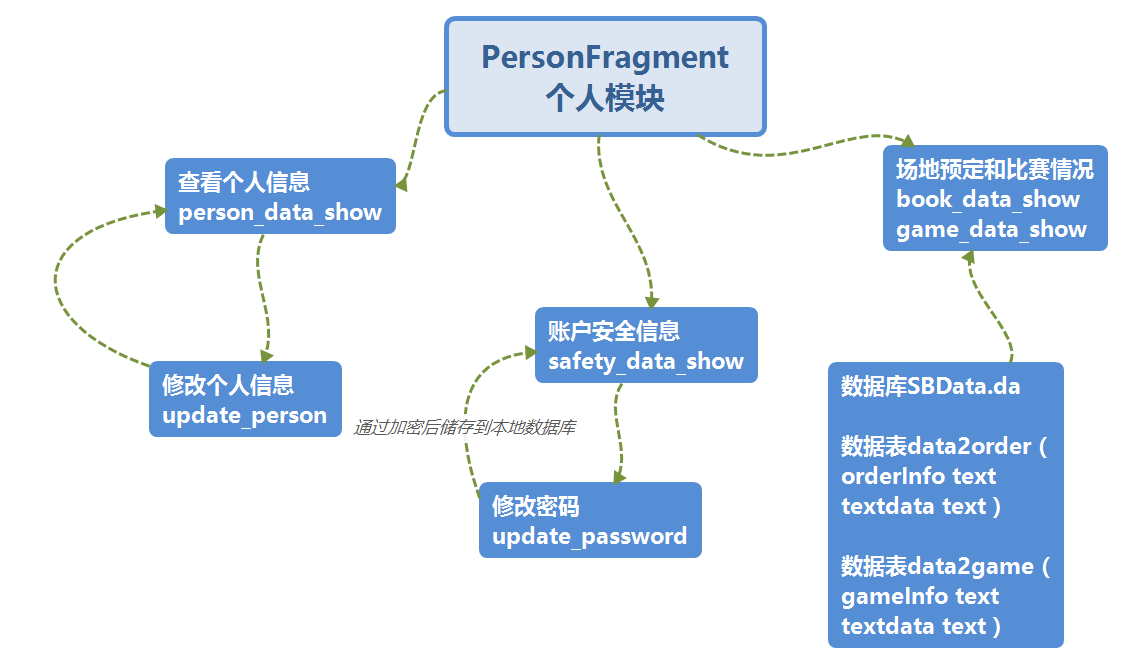 PersonFragment
个人模块
查看个人信息
person_data_show
场地预定和比赛情况
book_data_show
game_data_show
账户安全信息
safety_data_show
修改个人信息
update_person
通过加密后储存到本地数据库
修改密码
update_password
数据库SBData.da
数据表data2order（
orderInfo text
textdata text）
数据表data2game（
gameInfo text
textdata text）